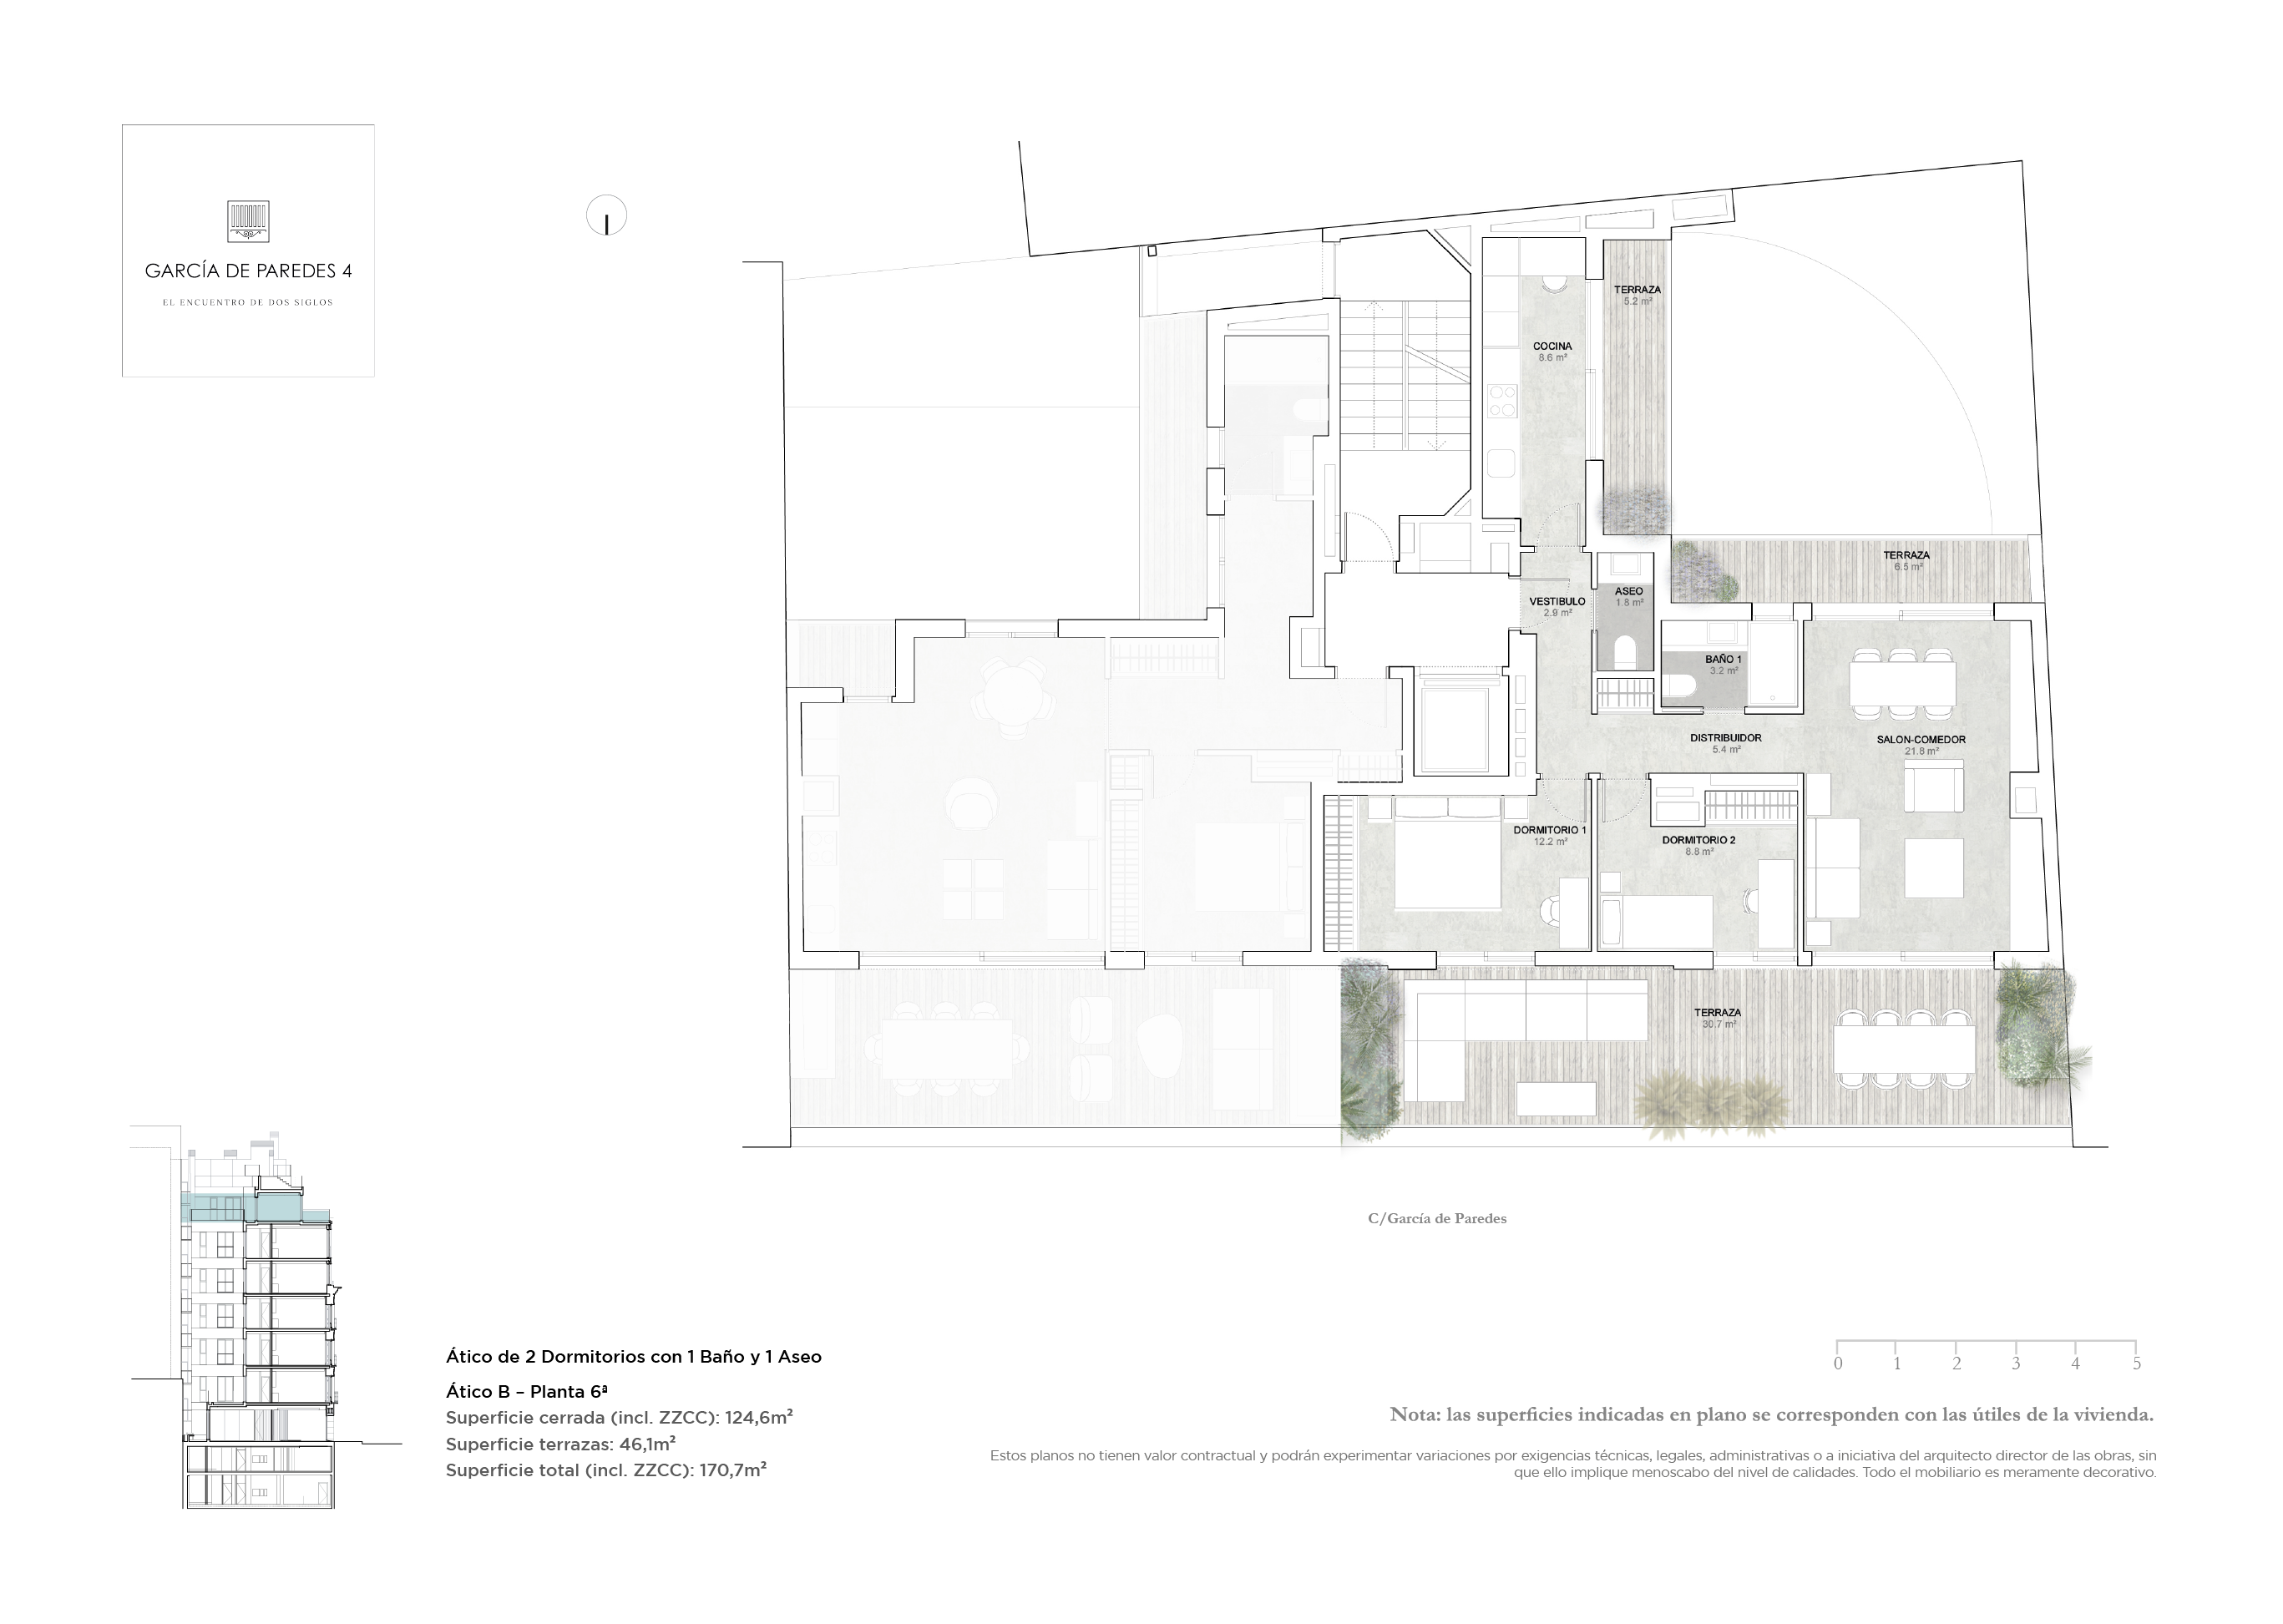 GARCÍA DE PAREDES 4
EL ENCUENTRO DE DOS SIGLOS
TERRAZA
5.2 m²
COCINA
8.6 m²
TERRAZA
6.5 m²
ASEO
1.8 m²
VESTIBULO
2.9 m²
BAÑO 1
3.2 m²
DISTRIBUIDOR
5.4 m²
SALON-COMEDOR
21.8 m²
DORMITORIO 1
12.2 m²
DORMITORIO 2
8.8 m²
TERRAZA
30.7 m²
C/García de Paredes
0 1 2 3 4 5
Ático de 2 Dormitorios con 1 Baño y 1 Aseo
Ático B – Planta 6ª
Superficie cerrada (incl. ZZCC): 124,6m²
Superficie terrazas: 46,1m²
Superficie total (incl. ZZCC): 170,7m²
Nota: las superficies indicadas en plano se corresponden con las útiles de la vivienda.
Estos planos no tienen valor contractual y podrán experimentar variaciones por exigencias técnicas, legales, administrativas o a iniciativa del arquitecto director de las obras, sin
que ello implique menoscabo del nivel de calidades. Todo el mobiliario es meramente decorativo.